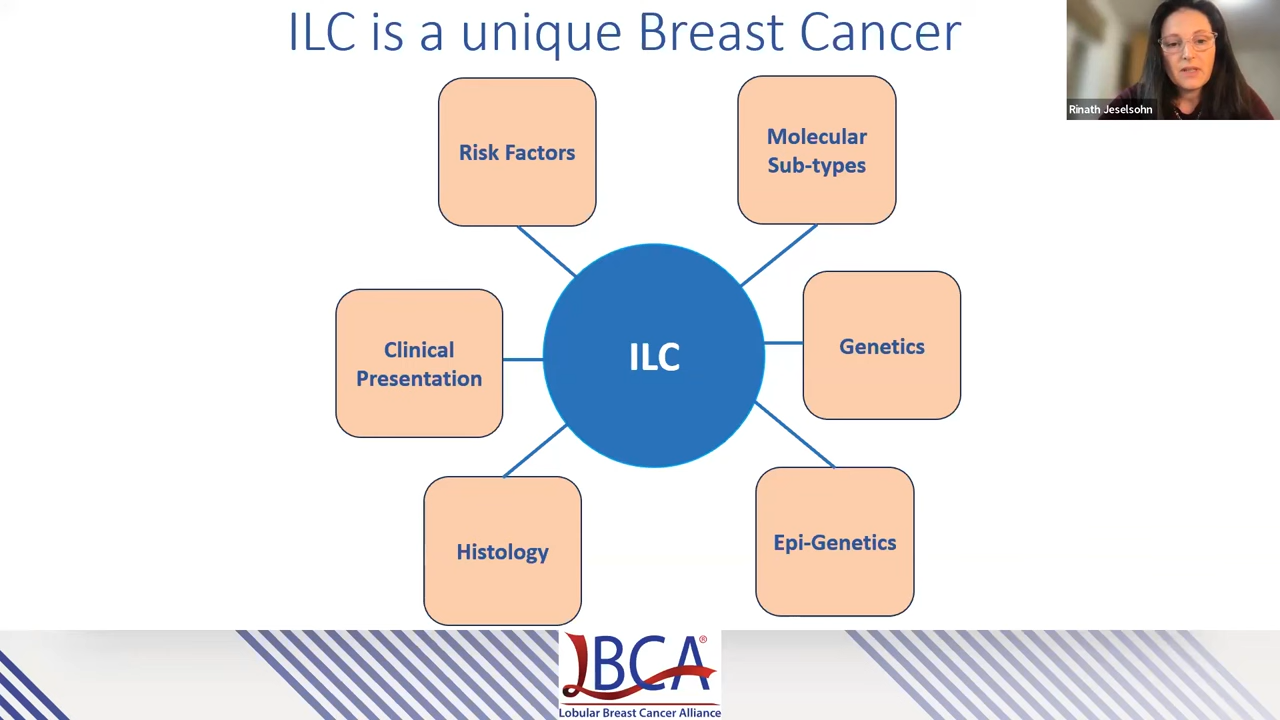 ILC is a unique Breast Cancer
Rinath Jeselsohn
Risk Factors
Molecular
Sub-types
Clinical
Presentation
ILC
Genetics
Histology
Epi-Genetics
LBCA®
Lobular Breast Cancer Alliance